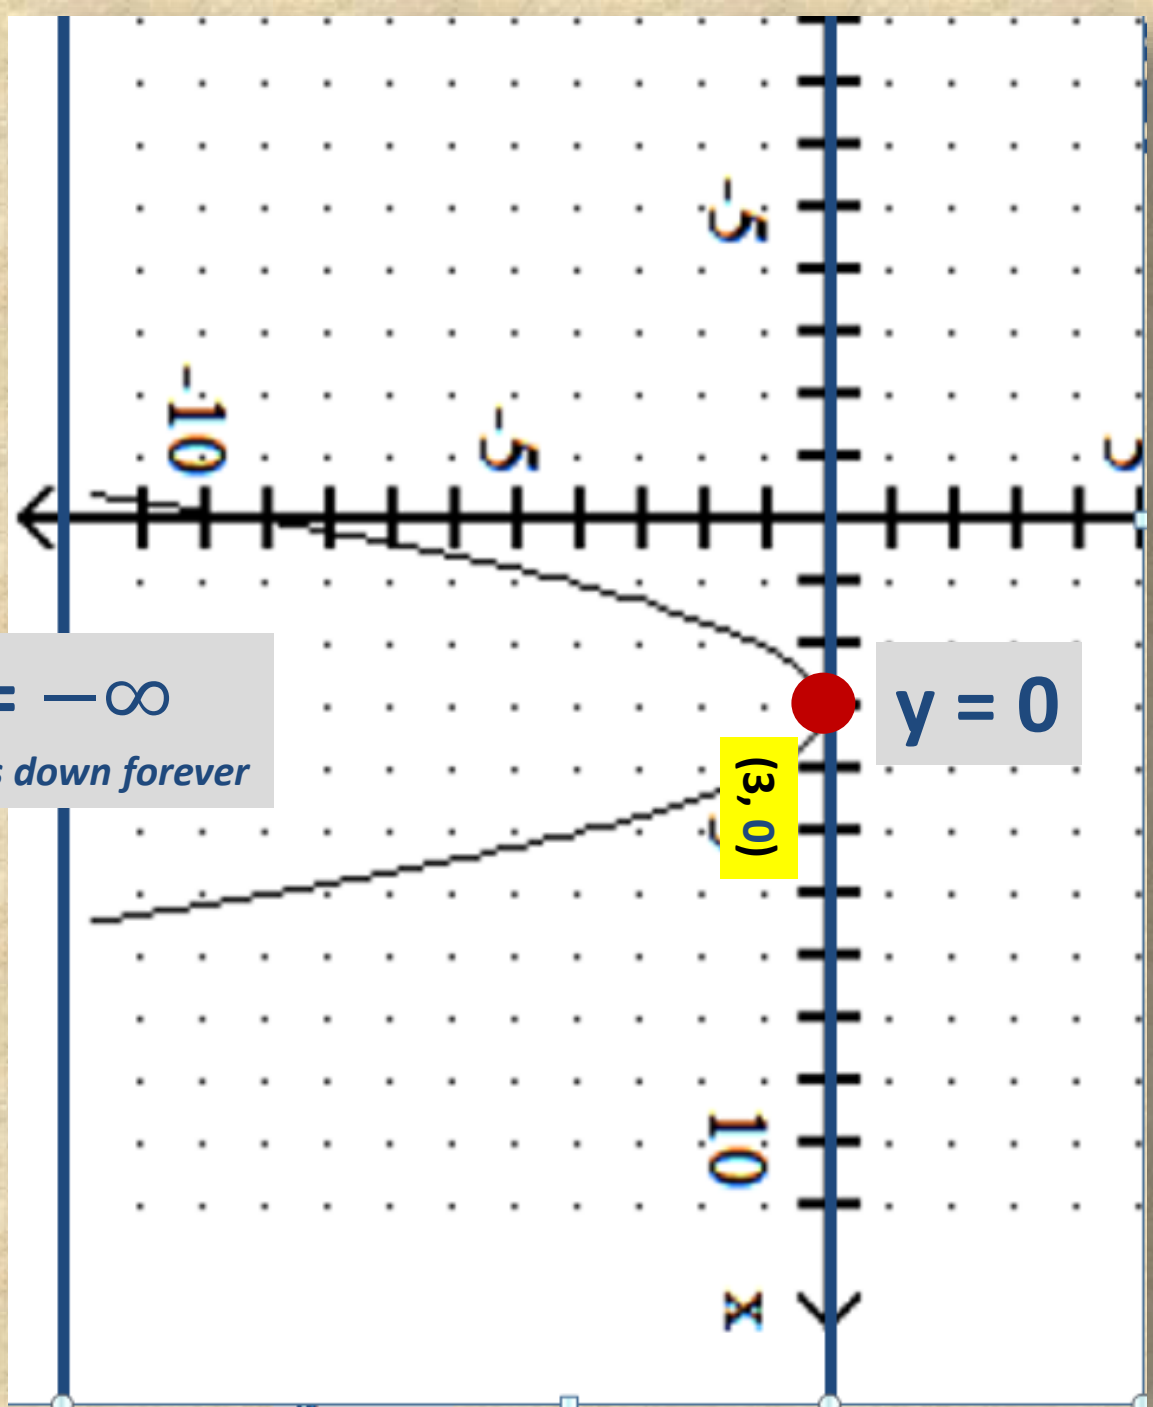 -5
-10
-5
= −∞
s down forever
y = 0
(3, 0)
10
x